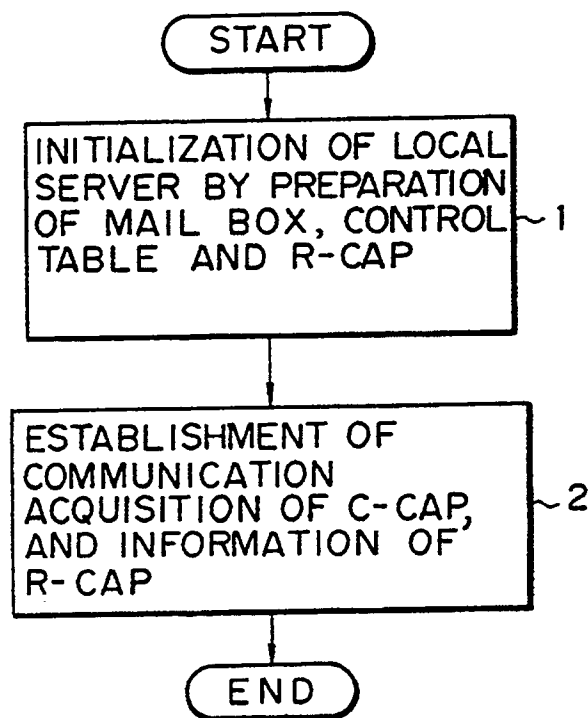 START
INITIALIZATION OF LOCAL
SERVER BY PREPARATION
OF MAIL BOX, CONTROL
TABLE AND R-CAP
1
ESTABLISHMENT OF
COMMUNICATION
ACQUISITION OF C-CAP,
AND INFORMATION OF
R-CAP
2
END